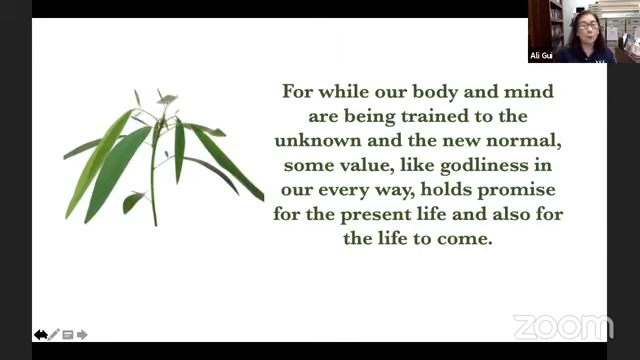 Ali Gui
For while our body and mind
are being trained to the
unknown and the new normal,
some value, like godliness in
our every way, holds promise
for the present life and also for
the life to come.
zoom